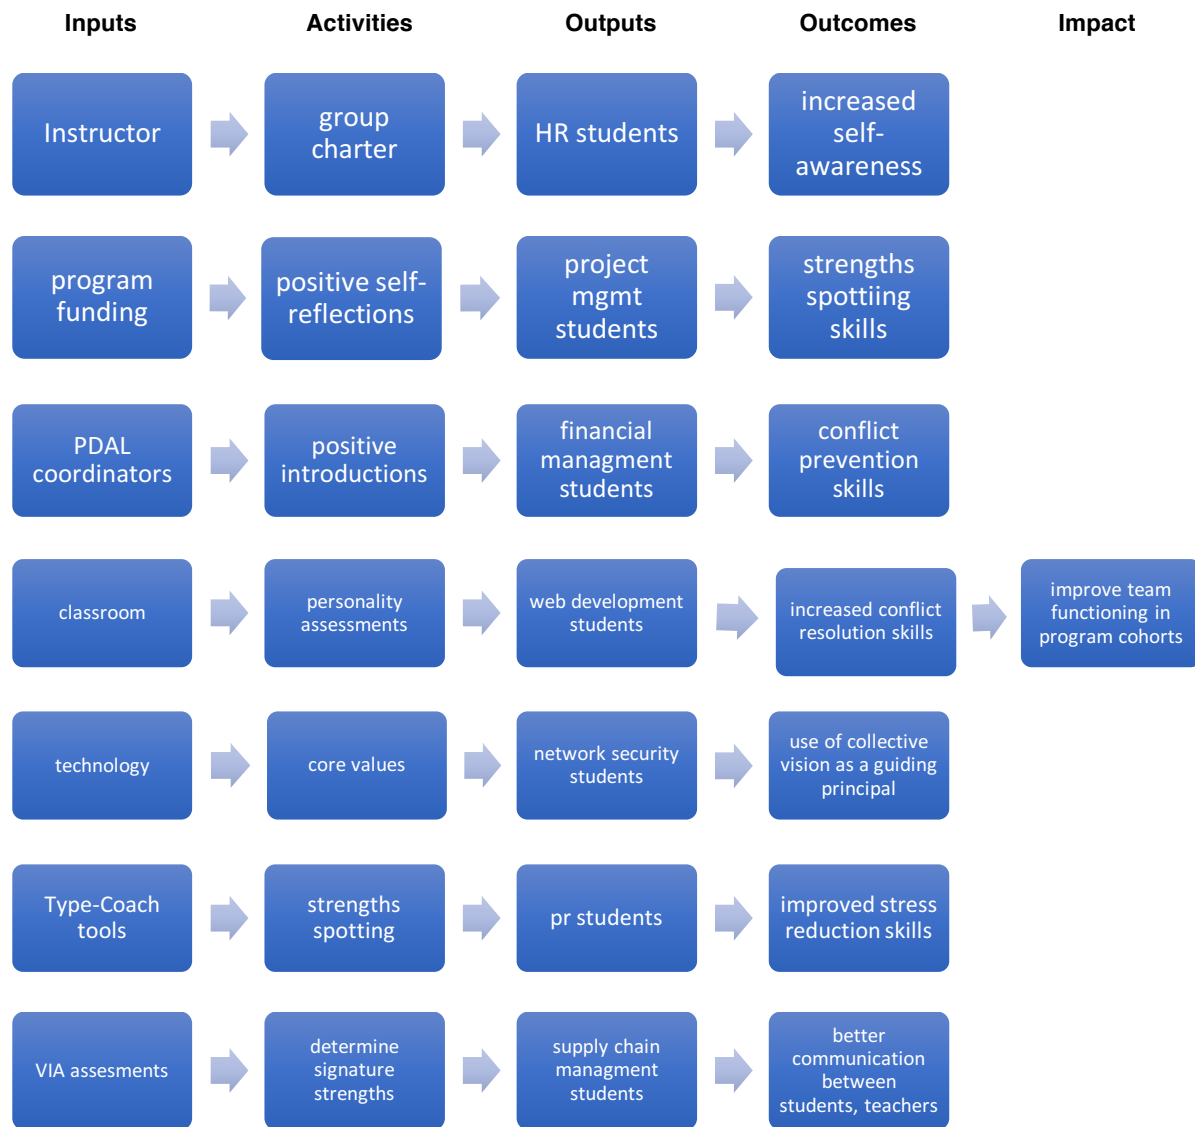 Inputs
Activities
Outputs
Outcomes
Impact
Instructor
group
charter
HR students
increased
self-
awareness
program
funding
positive self-
reflections
project
mgmt
students
strengths
spottiing
skills
PDAL
coordinators
positive
introductions
financial
managment
students
conflict
prevention
skills
classroom
personality
assessments
web development
students
increased conflict
resolution skills
improve team
functioning in
program cohorts
technology
core values
network security
students
use of collective
vision as a guiding
principal
Type-Coach
tools
strengths
spotting
pr students
improved stress
reduction skills
VIA assesments
determine
signature
strengths
supply chain
managment
students
better
communication
between
students, teachers